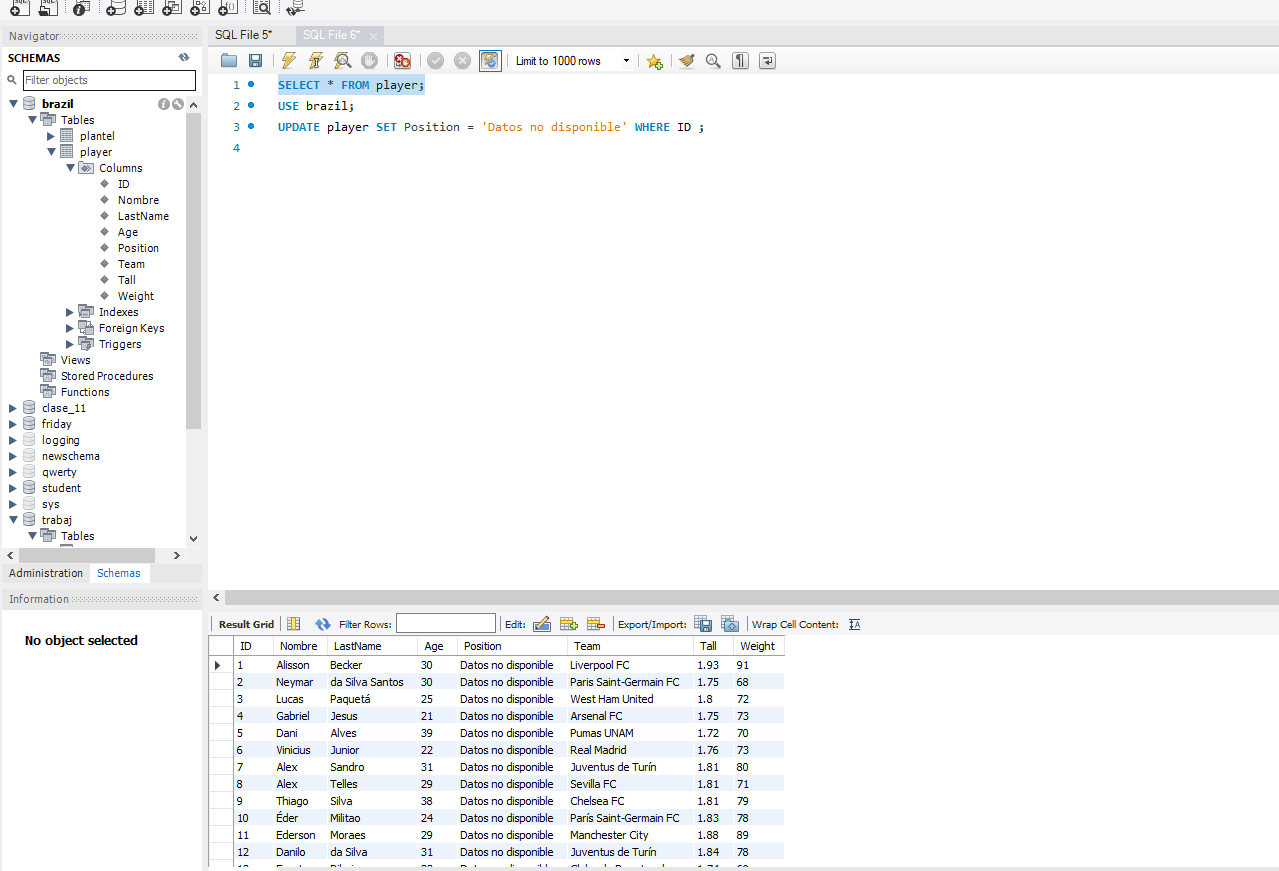 SQL File 5*
SQL File 6*
Navigator
SCHEMAS
Filter objects
brazil
Tables
plantel
player
Columns
ID
Nombre
LastName
Age
Position
Team
Tall
Weight
Indexes
Foreign Keys
Triggers
Views
Stored Procedures
Functions
clase_11
friday
logging
newschema
qwerty
student
sys
trabaj
Tables
Administration Schemas
Information
No object selected
Limit to 1000 rows
1 SELECT * FROM player;
2 USE brazil;
3 UPDATE player SET Position = 'Datos no disponible' WHERE ID ;
4
Result Grid Filter Rows: Edit: Export/Import: Wrap Cell Content: IA
ID Nombre LastName Age Position Team Tall Weight
1 Alisson Becker 30 Datos no disponible Liverpool FC 1.93 91
2 Neymar da Silva Santos 30 Datos no disponible Paris Saint-Germain FC 1.75 68
3 Lucas Paquetá 25 Datos no disponible West Ham United 1.8 72
4 Gabriel Jesus 21 Datos no disponible Arsenal FC 1.75 73
5 Dani Alves 39 Datos no disponible Pumas UNAM 1.72 70
6 Vinicius Junior 22 Datos no disponible Real Madrid 1.76 73
7 Alex Sandro 31 Datos no disponible Juventus de Turín 1.81 80
8 Alex Telles 29 Datos no disponible Sevilla FC 1.81 71
9 Thiago Silva 38 Datos no disponible Chelsea FC 1.81 79
10 Éder Militao 24 Datos no disponible París Saint-Germain FC 1.83 78
11 Ederson Moraes 29 Datos no disponible Manchester City 1.88 89
12 Danilo da Silva 31 Datos no disponible Juventus de Turín 1.84 78